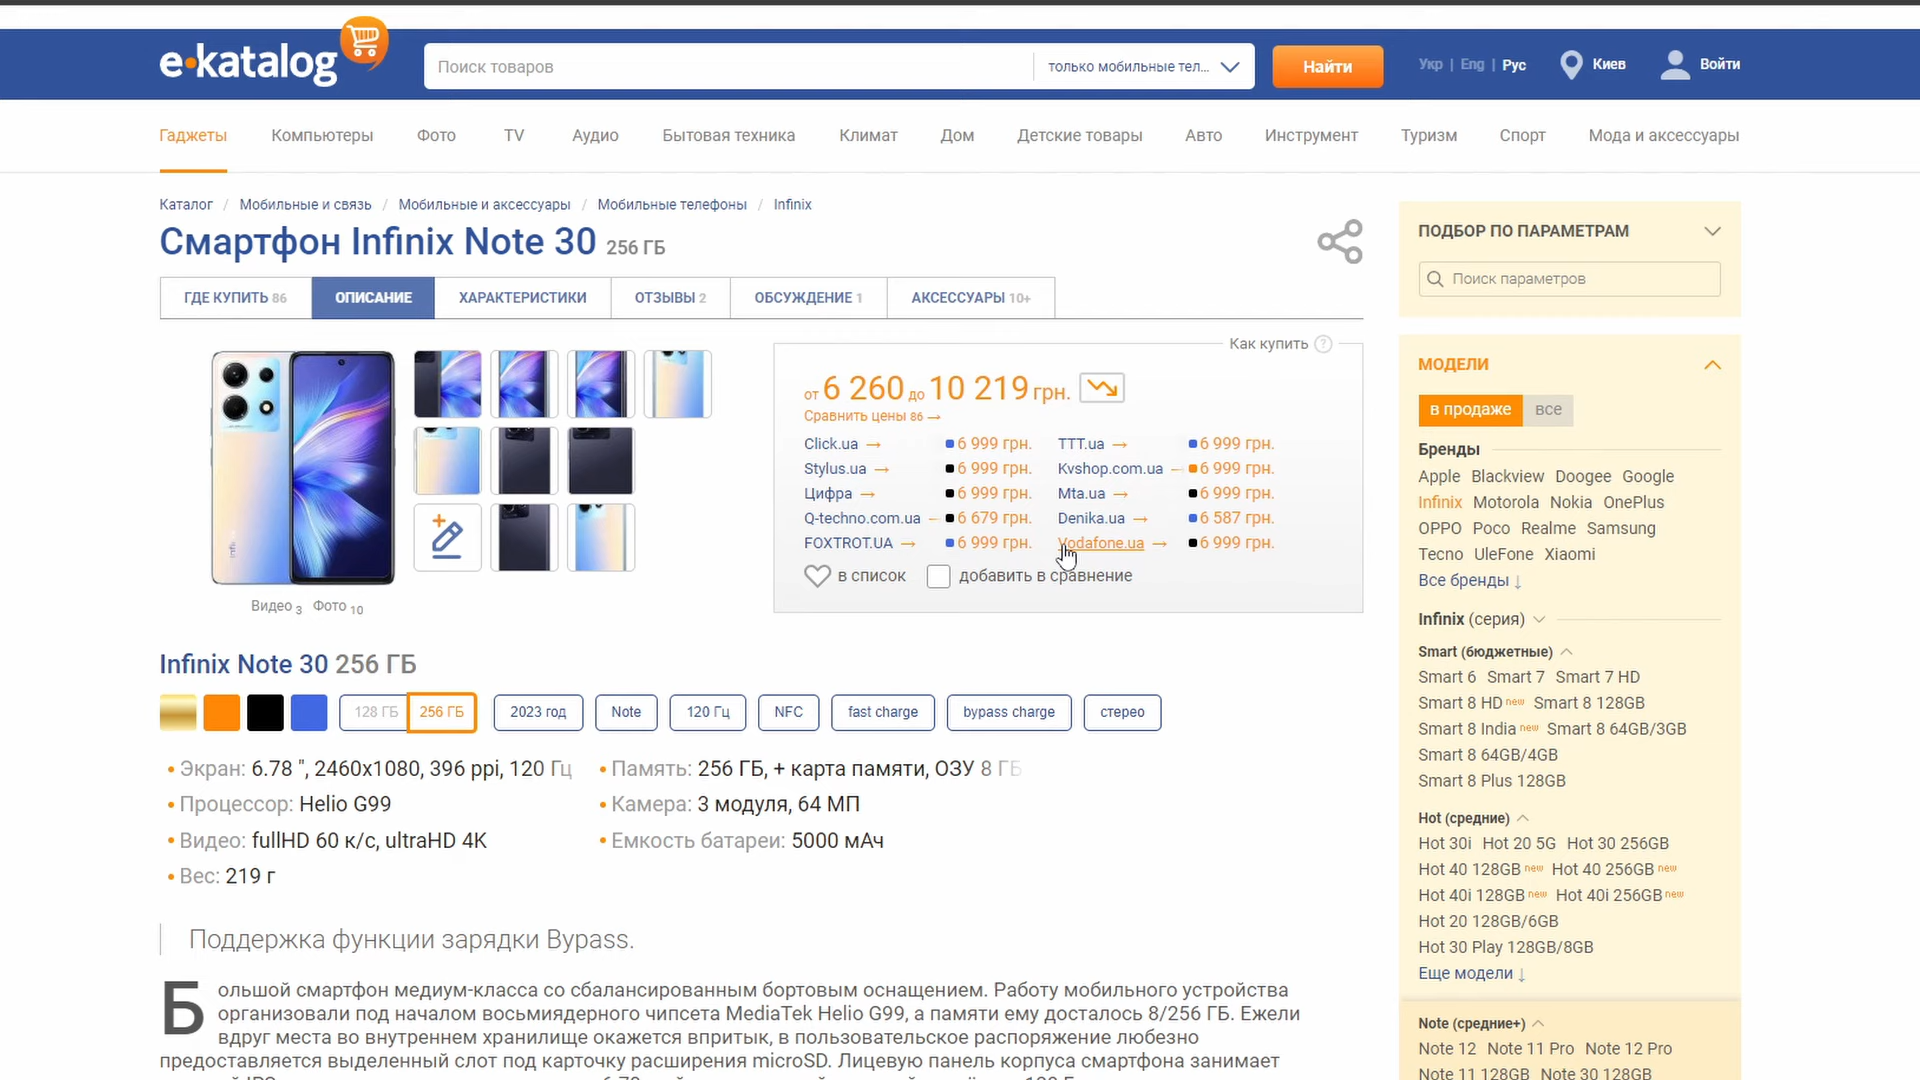 e·katalog
Поиск товаров
только мобильные тел...
Найти
Укр | Eng | Рус
Киев
Войти
Гаджеты Компьютеры Фото TV Аудио Бытовая техника Климат Дом Детские товары Авто Инструмент Туризм Спорт Мода и аксессуары
Каталог / Мобильные и связь / Мобильные и аксессуары / Мобильные телефоны / Infinix
Смартфон Infinix Note 30 256 ГБ
ГДЕ КУПИТЬ 86 ОПИСАНИЕ ХАРАКТЕРИСТИКИ ОТЗЫВЫ 2 ОБСУЖДЕНИЕ 1 АКСЕССУАРЫ 10+
Видео 3 Фото 10
Как купить ?
от 6 260 до 10 219 грн.
Сравнить цены 86 →
Click.ua → 6 999 грн. TTT.ua → 6 999 грн.
Stylus.ua → 6 999 грн. Kvshop.com.ua 6 999 грн.
Цифра → 6 999 грн. Mta.ua → 6 999 грн.
Q-techno.com.ua 6 679 грн. Denika.ua → 6 587 грн.
FOXTROT.UA → 6 999 грн. Vodafone.ua → 6 999 грн.
в список добавить в сравнение
Infinix Note 30 256 ГБ
128 ГБ 256 ГБ 2023 год Note 120 Гц NFC fast charge bypass charge стерео
• Экран: 6.78 ", 2460x1080, 396 ppi, 120 Гц • Память: 256 ГБ, + карта памяти, ОЗУ 8 ГБ
• Процессор: Helio G99 • Камера: 3 модуля, 64 МП
• Видео: fullHD 60 к/с, ultraHD 4K • Емкость батареи: 5000 мАч
• Вес: 219 г
Поддержка функции зарядки Bypass.
Большой смартфон медиум-класса со сбалансированным бортовым оснащением. Работу мобильного устройства
организовали под началом восьмиядерного чипсета MediaTek Helio G99, а памяти ему досталось 8/256 ГБ. Ежели
вдруг места во внутреннем хранилище окажется впритык, в пользовательское распоряжение любезно
предоставляется выделенный слот под карточку расширения microSD. Лицевую панель корпуса смартфона занимает
ПОДБОР ПО ПАРАМЕТРАМ
Поиск параметров
МОДЕЛИ
в продаже все
Бренды
Apple Blackview Doogee Google
Infinix Motorola Nokia OnePlus
OPPO Poco Realme Samsung
Tecno UleFone Xiaomi
Все бренды ↓
Infinix (серия)
Smart (бюджетные)
Smart 6 Smart 7 Smart 7 HD
Smart 8 HD new Smart 8 128GB
Smart 8 India new Smart 8 64GB/3GB
Smart 8 64GB/4GB
Smart 8 Plus 128GB
Hot (средние)
Hot 30i Hot 20 5G Hot 30 256GB
Hot 40 128GB new Hot 40 256GB new
Hot 40i 128GB new Hot 40i 256GB new
Hot 20 128GB/6GB
Hot 30 Play 128GB/8GB
Еще модели ↓
Note (средние+)
Note 12 Note 11 Pro Note 12 Pro
Note 11 128GB Note 30 128GB